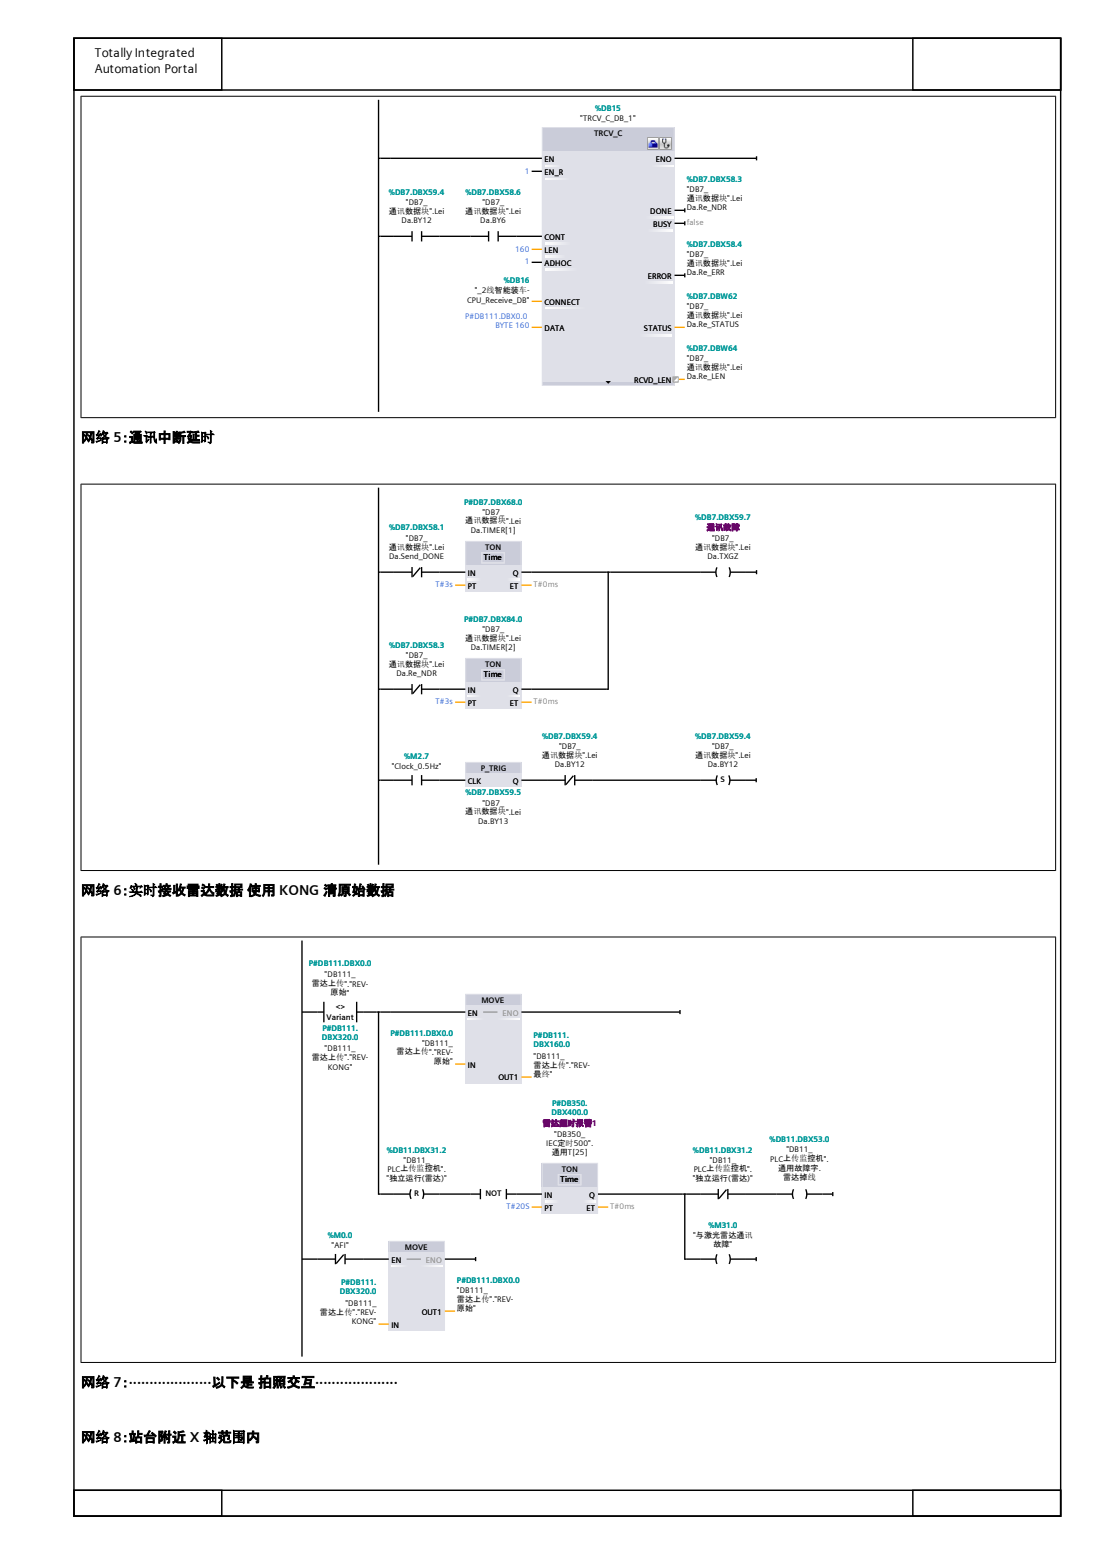 Totally Integrated
Automation Portal
%DB15
"TRCV_C_DB_1"
TRCV_C
EN
ENO
1
EN_R
%DB7.DBX59.4
"DB7_
通讯数据块".Lei
Da.BY12
%DB7.DBX58.6
"DB7_
通讯数据块".Lei
Da.BY6
%DB7.DBX58.3
"DB7_
通讯数据块".Lei
Da.Re_NDR
DONE
BUSY
false
CONT
160
LEN
1
ADHOC
%DB7.DBX58.4
"DB7_
通讯数据块".Lei
Da.Re_ERR
ERROR
%DB16
"_2线智能装车-
CPU_Receive_DB"
CONNECT
%DB7.DBW62
"DB7_
通讯数据块".Lei
Da.Re_STATUS
P#DB111.DBX0.0
BYTE 160
DATA
STATUS
%DB7.DBW64
"DB7_
通讯数据块".Lei
Da.Re_LEN
RCVD_LEN
网络 5:通讯中断延时
P#DB7.DBX68.0
"DB7_
通讯数据块".Lei
Da.TIMER[1]
%DB7.DBX58.1
"DB7_
通讯数据块".Lei
Da.Send_DONE
%DB7.DBX59.7
通讯故障
"DB7_
通讯数据块".Lei
Da.TXGZ
TON
Time
IN
Q
T#3s
PT
ET
T#0ms
P#DB7.DBX84.0
"DB7_
通讯数据块".Lei
Da.TIMER[2]
%DB7.DBX58.3
"DB7_
通讯数据块".Lei
Da.Re_NDR
TON
Time
IN
Q
T#3s
PT
ET
T#0ms
%M2.7
"Clock_0.5Hz"
P_TRIG
CLK
Q
%DB7.DBX59.5
"DB7_
通讯数据块".Lei
Da.BY13
%DB7.DBX59.4
"DB7_
通讯数据块".Lei
Da.BY12
%DB7.DBX59.4
"DB7_
通讯数据块".Lei
Da.BY12
S
网络 6:实时接收雷达数据 使用 KONG 清原始数据
P#DB111.DBX0.0
"DB111_
雷达上传"."REV-
原始"
<>
Variant
P#DB111.
DBX320.0
"DB111_
雷达上传"."REV-
KONG"
MOVE
EN
ENO
P#DB111.DBX0.0
"DB111_
雷达上传"."REV-
原始"
IN
OUT1
P#DB111.
DBX160.0
"DB111_
雷达上传"."REV-
最终"
P#DB350.
DBX400.0
雷达超时报警1
"DB350_
IEC定时500".
通用T[25]
%DB11.DBX31.2
"DB11_
PLC上传监控机".
"独立运行(雷达)"
R
NOT
TON
Time
IN
Q
T#20S
PT
ET
T#0ms
%DB11.DBX31.2
"DB11_
PLC上传监控机".
"独立运行(雷达)"
%DB11.DBX53.0
"DB11_
PLC上传监控机".
通用故障字.
雷达掉线
%M31.0
"与激光雷达通讯
故障"
%M0.0
"AFI"
MOVE
EN
ENO
P#DB111.
DBX320.0
"DB111_
雷达上传"."REV-
KONG"
IN
OUT1
P#DB111.DBX0.0
"DB111_
雷达上传"."REV-
原始"
网络 7:····················以下是 拍照交互····················
网络 8:站台附近 X 轴范围内